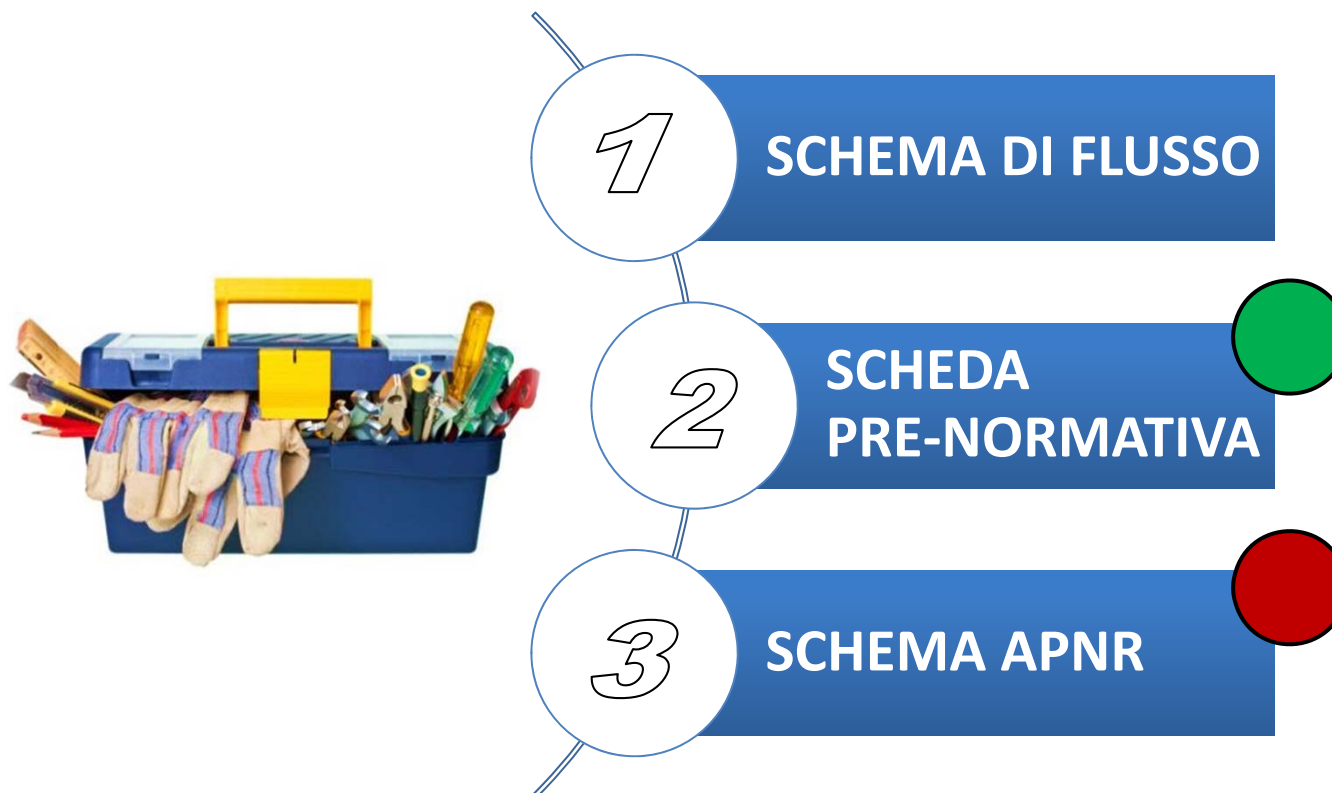 1
SCHEMA DI FLUSSO
2
SCHEDA
PRE-NORMATIVA
3
SCHEMA APNR